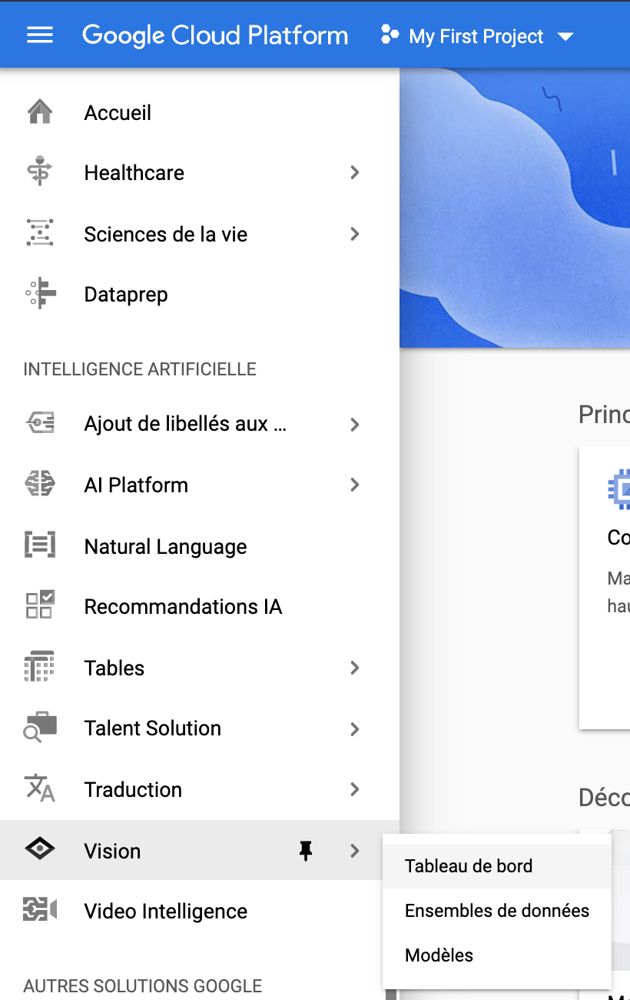 Google Cloud Platform My First Project
Accueil
Healthcare
Sciences de la vie
Dataprep
INTELLIGENCE ARTIFICIELLE
Ajout de libellés aux ...
AI Platform
Natural Language
Recommandations IA
Tables
Talent Solution
Traduction
Vision
Video Intelligence
AUTRES SOLUTIONS GOOGLE
Tableau de bord
Ensembles de données
Modèles
Princ
Co
Ma
hau
Déco